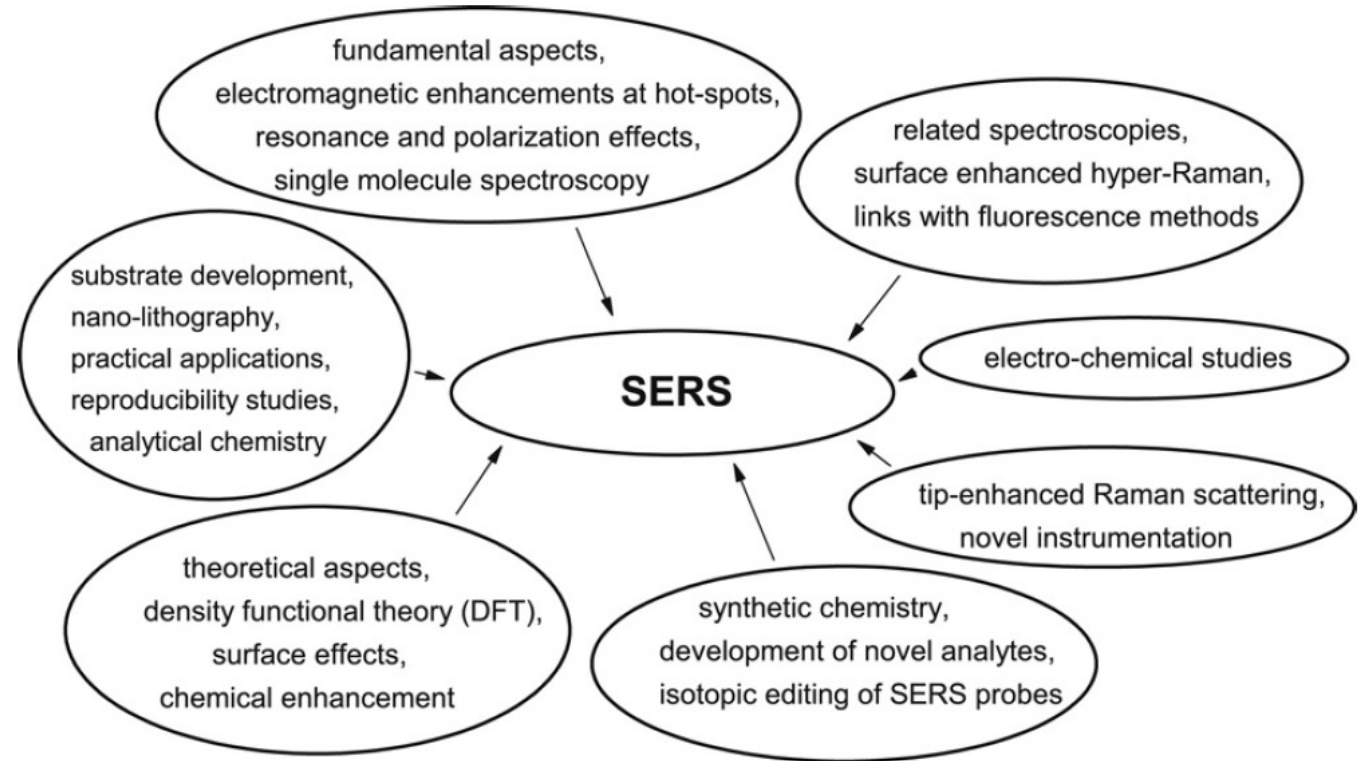 fundamental aspects,
electromagnetic enhancements at hot-spots,
resonance and polarization effects,
single molecule spectroscopy
related spectroscopies,
surface enhanced hyper-Raman,
links with fluorescence methods
substrate development,
nano-lithography,
practical applications,
reproducibility studies,
analytical chemistry
SERS
electro-chemical studies
tip-enhanced Raman scattering,
novel instrumentation
theoretical aspects,
density functional theory (DFT),
surface effects,
chemical enhancement
synthetic chemistry,
development of novel analytes,
isotopic editing of SERS probes